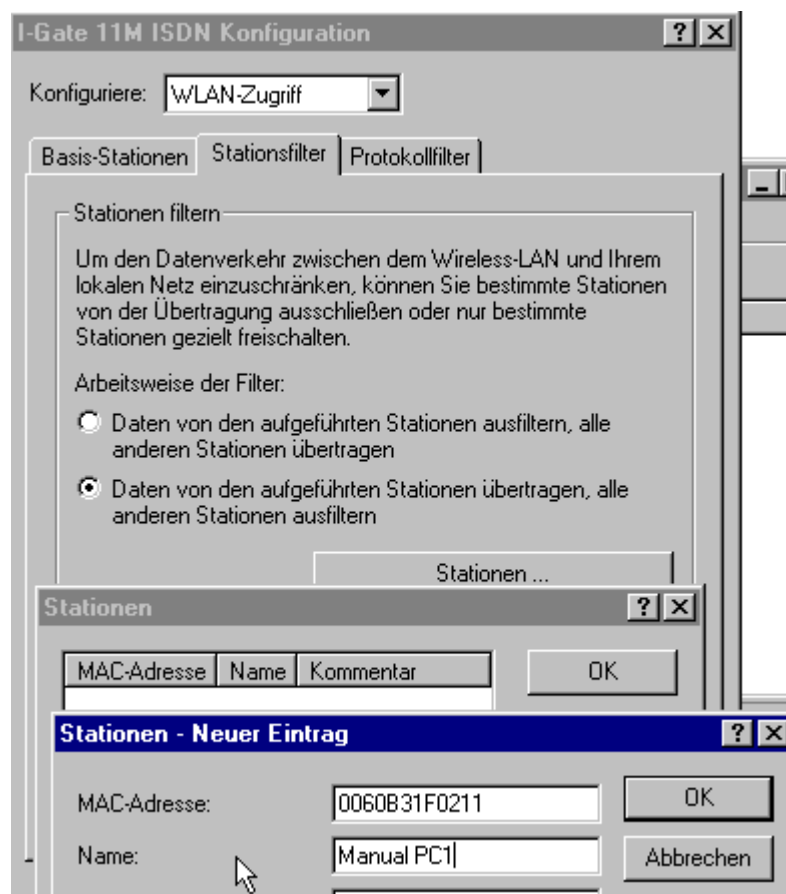 I-Gate 11M ISDN Konfiguration
Konfiguriere: WLAN-Zugriff
Basis-Stationen Stationsfilter Protokollfilter
Stationen filtern
Um den Datenverkehr zwischen dem Wireless-LAN und Ihrem
lokalen Netz einzuschränken, können Sie bestimmte Stationen
von der Übertragung ausschließen oder nur bestimmte
Stationen gezielt freischalten.
Arbeitsweise der Filter:
Daten von den aufgeführten Stationen ausfiltern, alle
anderen Stationen übertragen
Daten von den aufgeführten Stationen übertragen, alle
anderen Stationen ausfiltern
Stationen ...
Stationen
MAC-Adresse Name Kommentar OK
Stationen - Neuer Eintrag
MAC-Adresse: 0060B31F0211 OK
Name: Manual PC1 Abbrechen